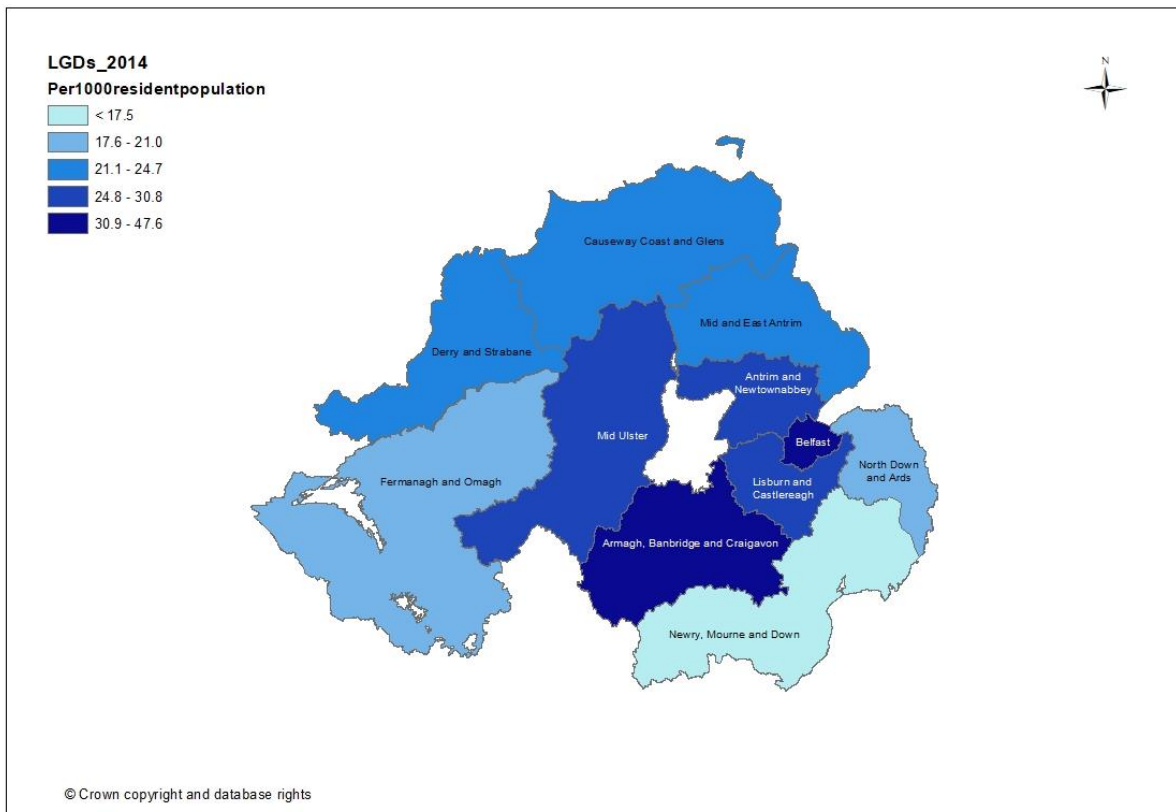 LGDs_2014
Per1000residentpopulation
< 17.5
17.6 - 21.0
21.1 - 24.7
24.8 - 30.8
30.9 - 47.6
N
Causeway Coast and Glens
Mid and East Antrim
Derry and Strabane
Antrim and
Newtownabbey
Mid Ulster
Belfast
North Down
and Ards
Fermanagh and Omagh
Lisburn and
Castlereagh
Armagh, Banbridge and Craigavon
Newry, Mourne and Down
© Crown copyright and database rights